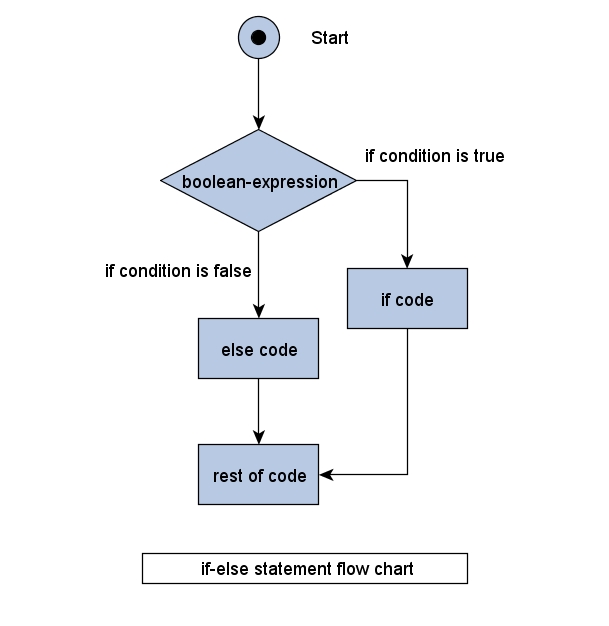 Start
if condition is true
boolean-expression
if condition is false
if code
else code
rest of code
if-else statement flow chart